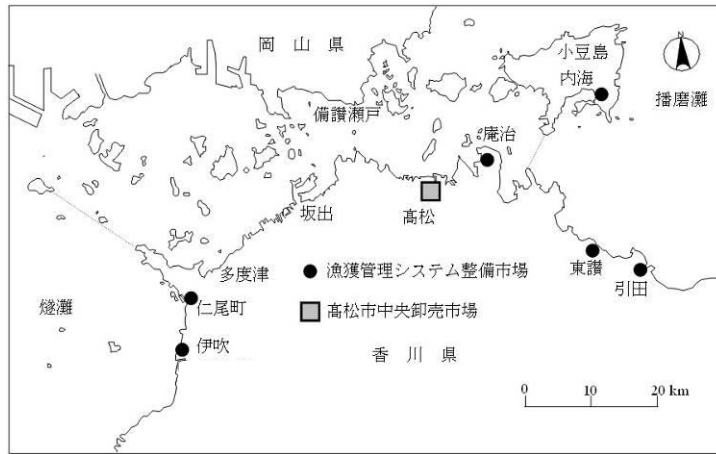 岡 山 県
小豆島
N
内海
播磨灘
備讃瀬戸
庵治
坂出
髙松
多度津
東讃
引田
燧灘
仁尾町
伊吹
漁獲管理システム整備市場
髙松市中央卸売市場
香 川 県
0 10 20 km